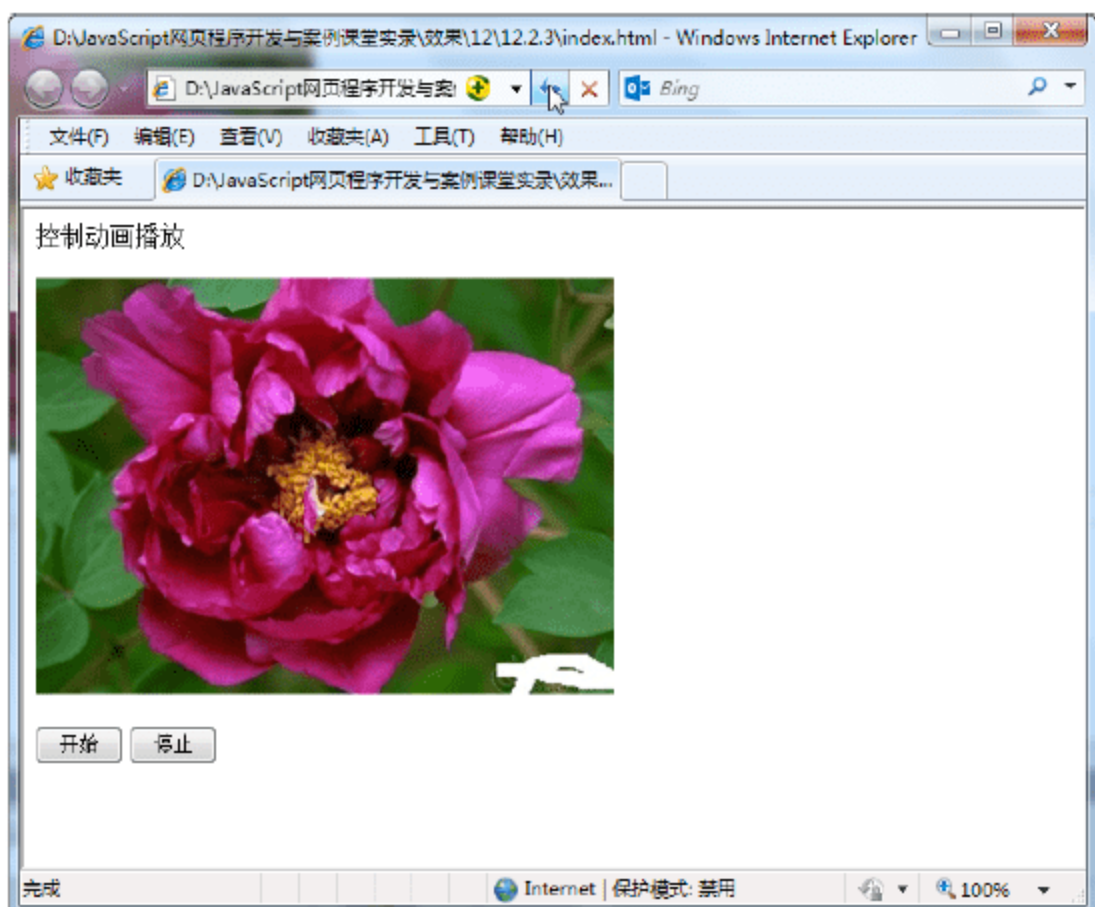 D:\JavaScript网页程序开发与案例课堂实录\效果\12\12.2.3\index.html - Windows Internet Explorer
D:\JavaScript网页程序开发与案 Bing
文件(F) 编辑(E) 查看(V) 收藏夹(A) 工具(T) 帮助(H)
收藏夹 D:\JavaScript网页程序开发与案例课堂实录\效果...
控制动画播放
开始 停止
完成 Internet | 保护模式: 禁用 100%